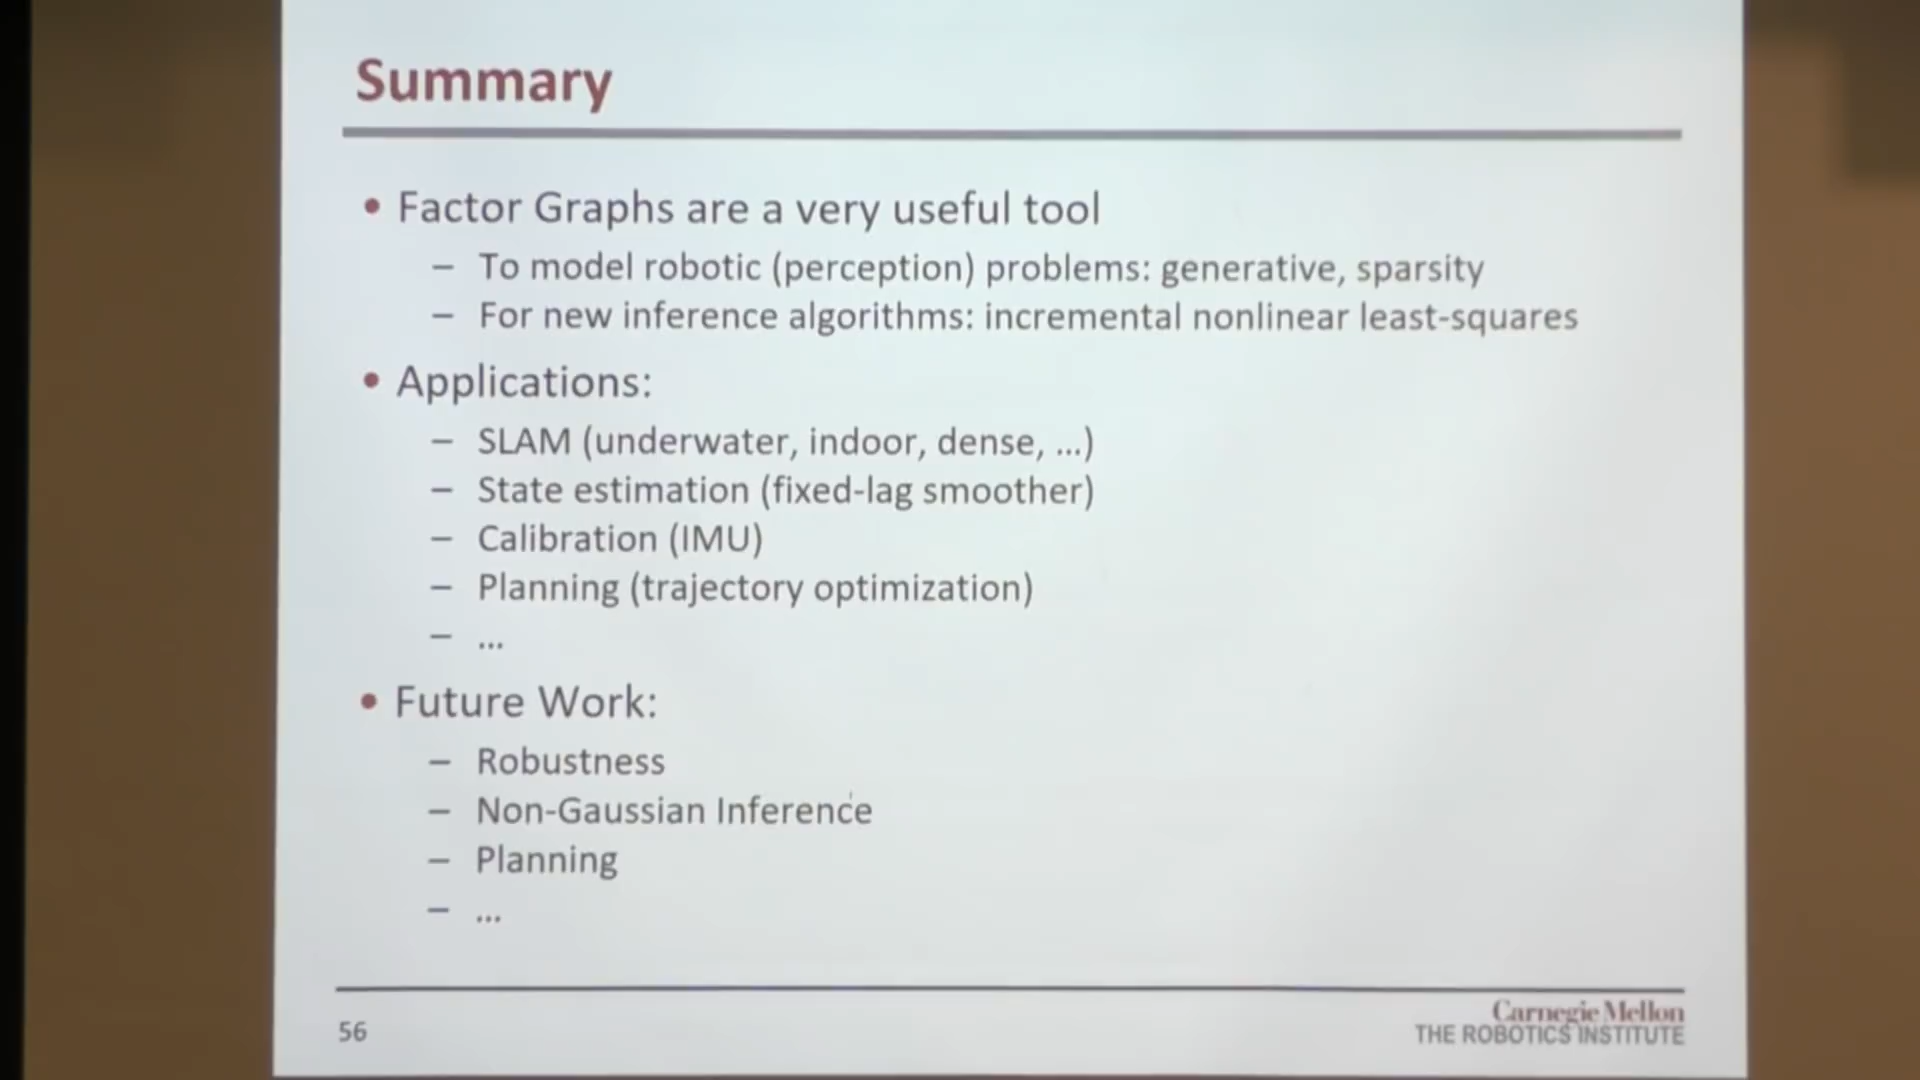 Summary
• Factor Graphs are a very useful tool
– To model robotic (perception) problems: generative, sparsity
– For new inference algorithms: incremental nonlinear least-squares
• Applications:
– SLAM (underwater, indoor, dense, ...)
– State estimation (fixed-lag smoother)
– Calibration (IMU)
– Planning (trajectory optimization)
– ...
• Future Work:
– Robustness
– Non-Gaussian Inference
– Planning
– ...
56
Carnegie Mellon
THE ROBOTICS INSTITUTE